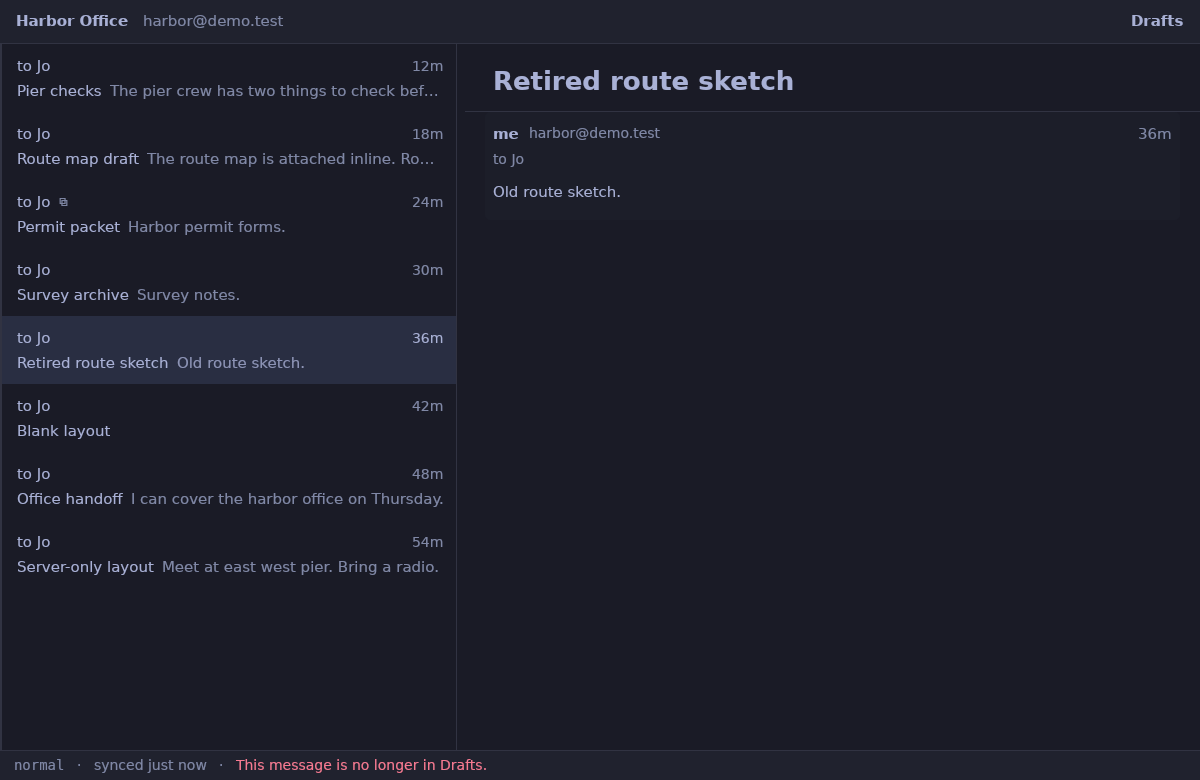 Harbor Office harbor@demo.test Drafts
to Jo 12m
Pier checks The pier crew has two things to check bef…
to Jo 18m
Route map draft The route map is attached inline. Ro…
to Jo 24m
Permit packet Harbor permit forms.
to Jo 30m
Survey archive Survey notes.
to Jo 36m
Retired route sketch Old route sketch.
to Jo 42m
Blank layout
to Jo 48m
Office handoff I can cover the harbor office on Thursday.
to Jo 54m
Server-only layout Meet at east west pier. Bring a radio.
Retired route sketch
me harbor@demo.test 36m
to Jo
Old route sketch.
normal · synced just now · This message is no longer in Drafts.